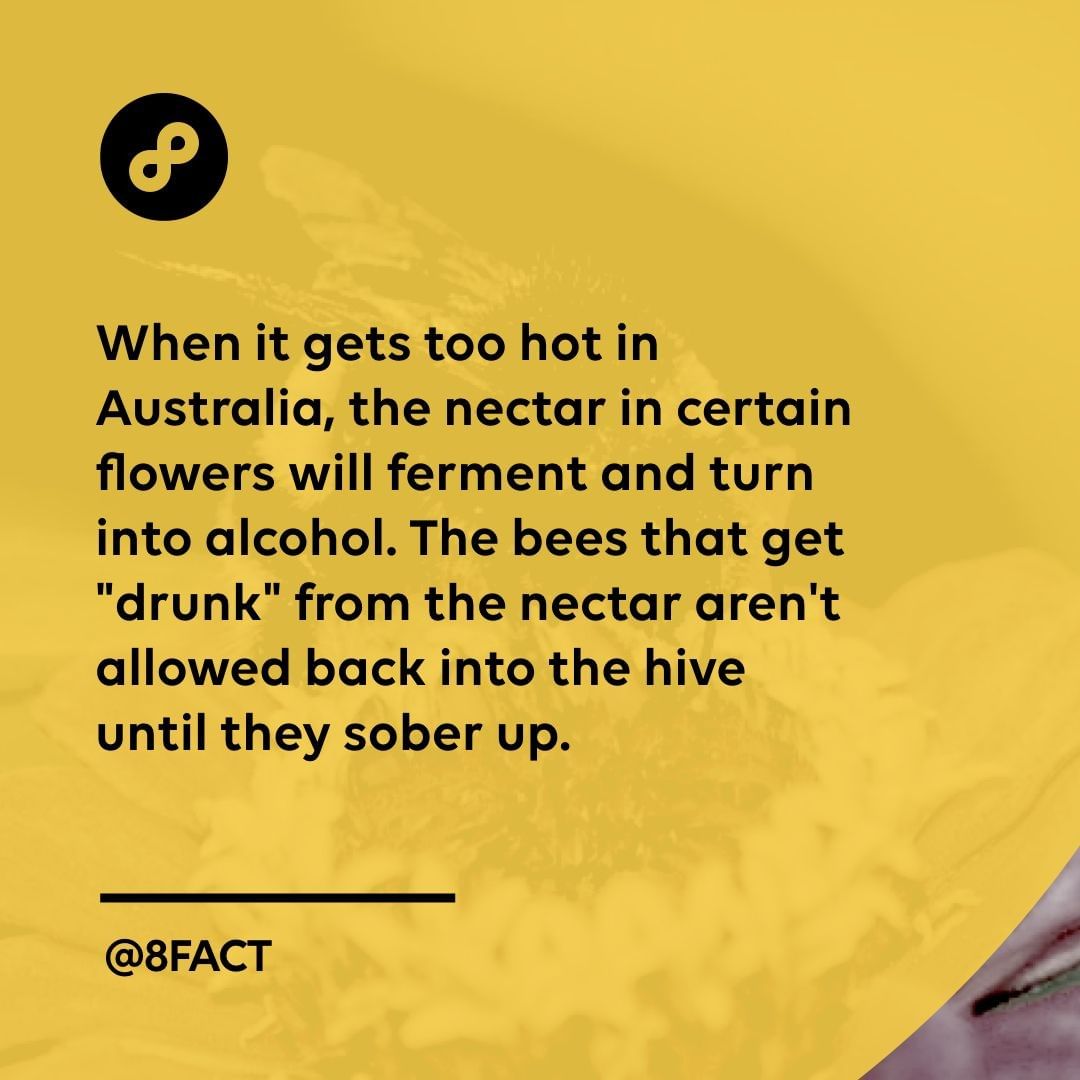 When it gets too hot in
Australia, the nectar in certain
flowers will ferment and turn
into alcohol. The bees that get
"drunk" from the nectar aren't
allowed back into the hive
until they sober up.
@8FACT